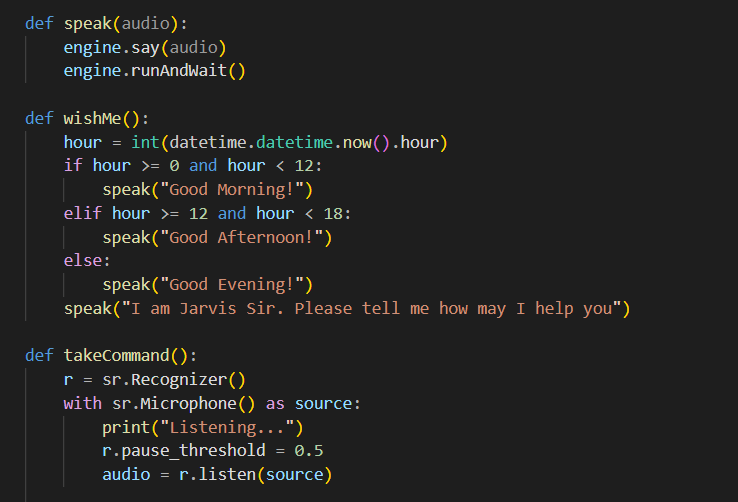 def speak(audio):
    engine.say(audio)
    engine.runAndWait()

def wishMe():
    hour = int(datetime.datetime.now().hour)
    if hour >= 0 and hour < 12:
        speak("Good Morning!")
    elif hour >= 12 and hour < 18:
        speak("Good Afternoon!")
    else:
        speak("Good Evening!")
    speak("I am Jarvis Sir. Please tell me how may I help you")

def takeCommand():
    r = sr.Recognizer()
    with sr.Microphone() as source:
        print("Listening...")
        r.pause_threshold = 0.5
        audio = r.listen(source)